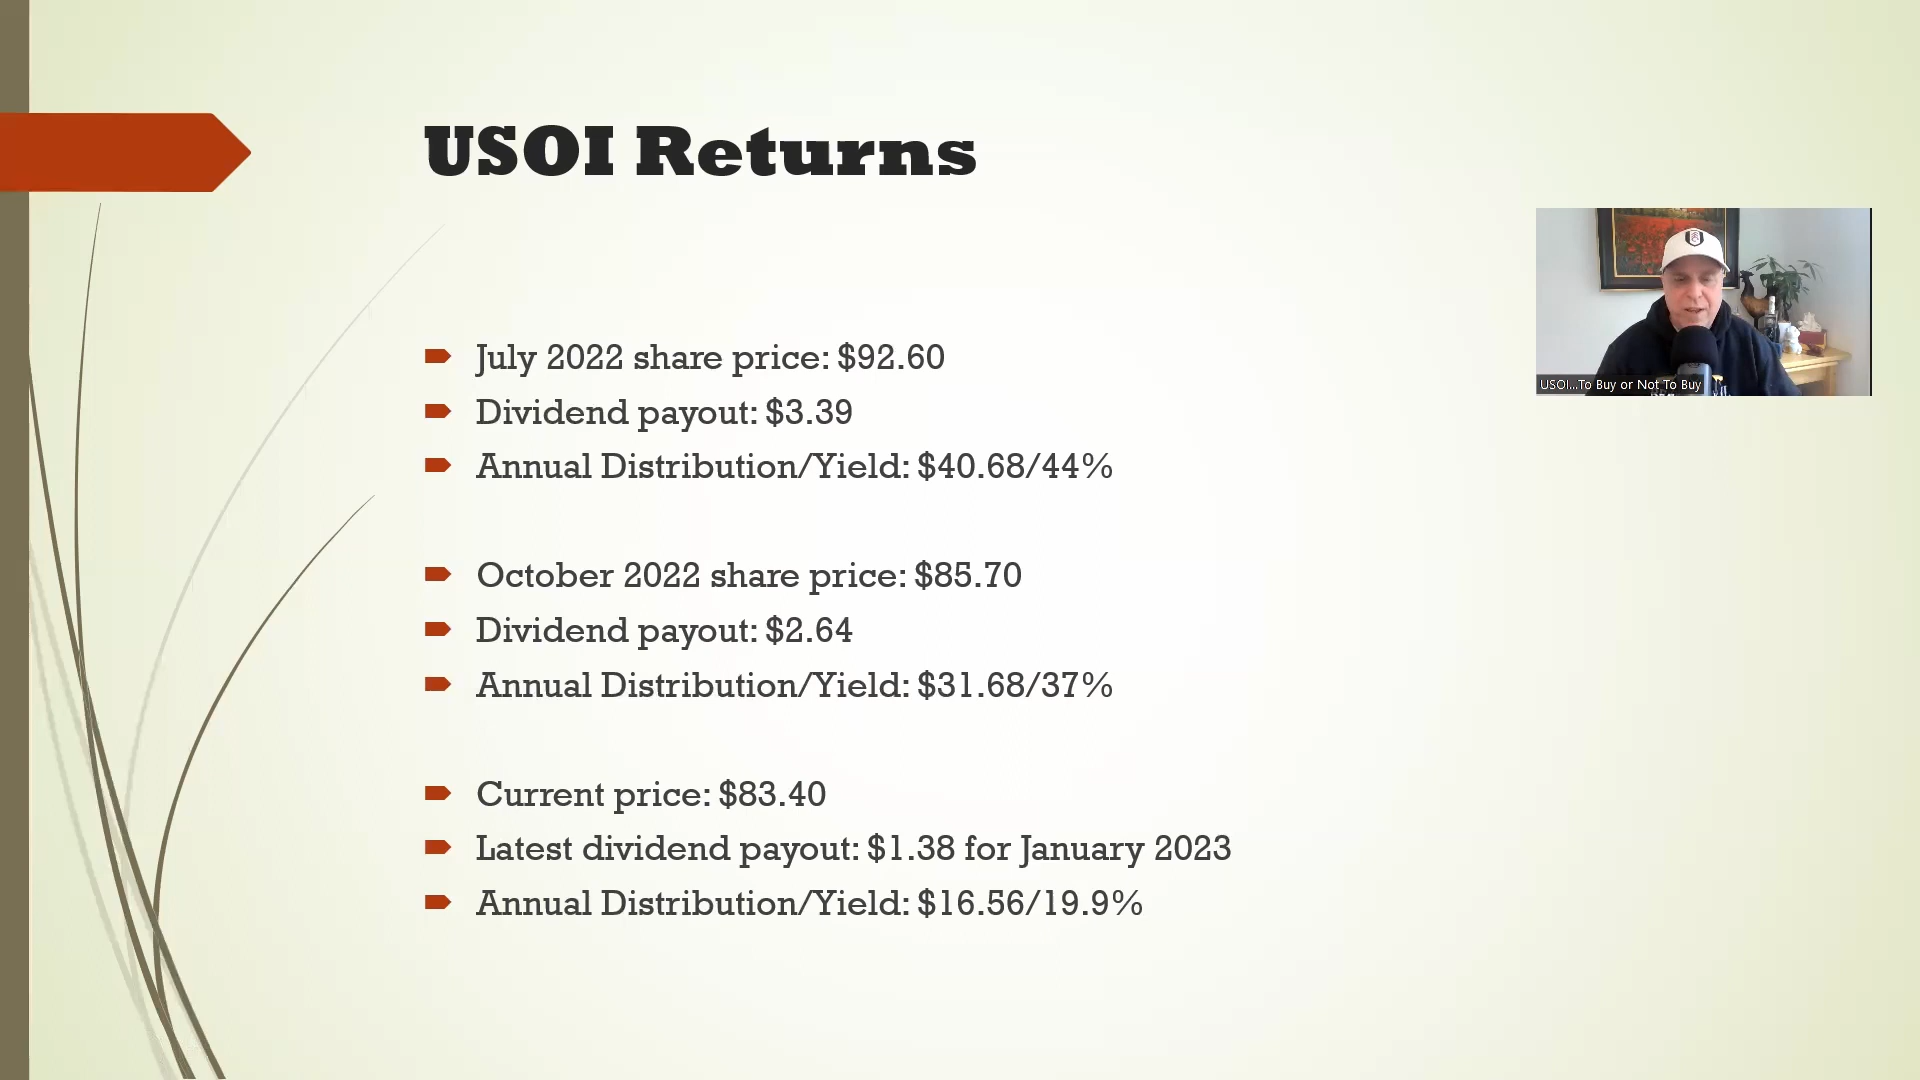 USOI Returns
July 2022 share price: $92.60
Dividend payout: $3.39
Annual Distribution/Yield: $40.68/44%
October 2022 share price: $85.70
Dividend payout: $2.64
Annual Distribution/Yield: $31.68/37%
Current price: $83.40
Latest dividend payout: $1.38 for January 2023
Annual Distribution/Yield: $16.56/19.9%
USOI...To Buy or Not To Buy